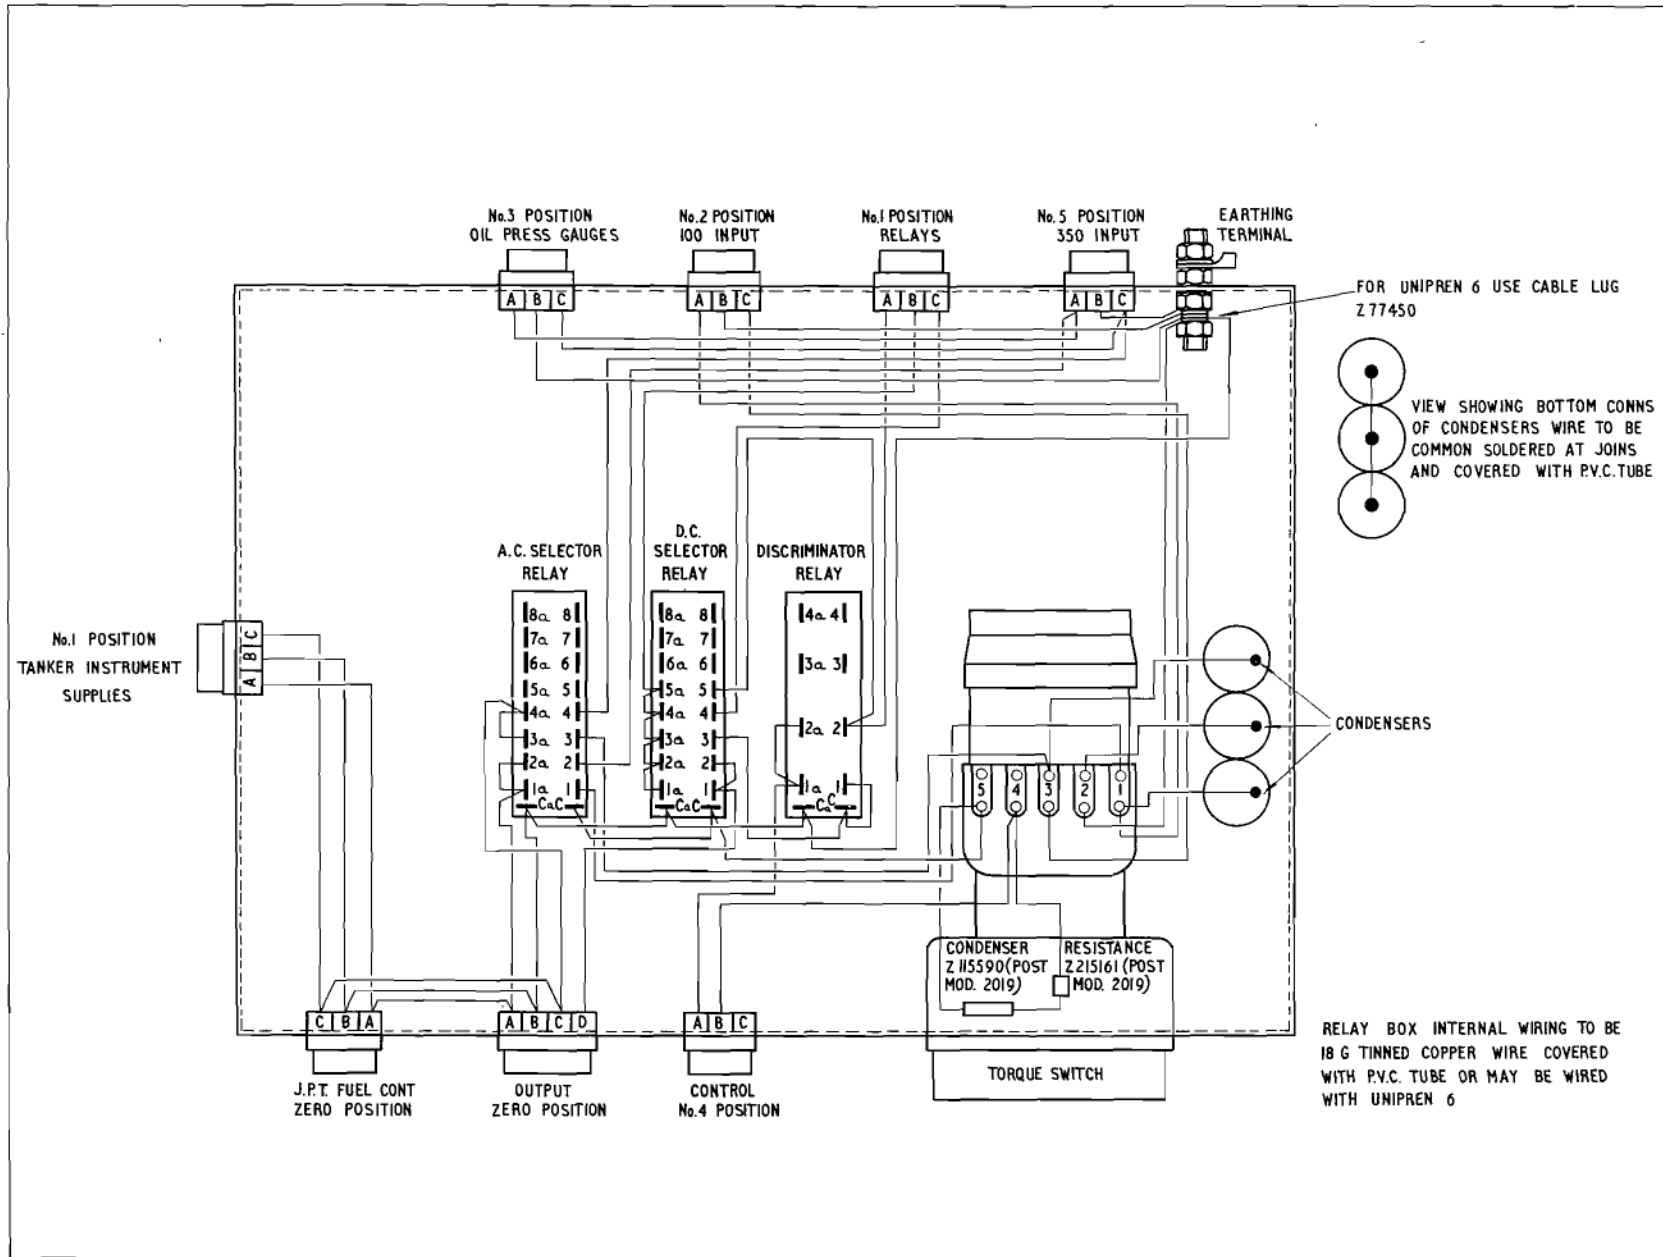 No.3 POSITION
OIL PRESS GAUGES
No.2 POSITION
100 INPUT
No.1 POSITION
RELAYS
No.5 POSITION
350 INPUT
EARTHING
TERMINAL
A B C
A B C
A B C
A B C
FOR UNIPREN 6 USE CABLE LUG
Z77450
VIEW SHOWING BOTTOM CONNS
OF CONDENSERS WIRE TO BE
COMMON SOLDERED AT JOINS
AND COVERED WITH P.V.C. TUBE
A.C. SELECTOR
RELAY
D.C.
SELECTOR
RELAY
DISCRIMINATOR
RELAY
8a 8
7a 7
6a 6
5a 5
4a 4
3a 3
2a 2
1a 1
CaC
8a 8
7a 7
6a 6
5a 5
4a 4
3a 3
2a 2
1a 1
CaC
4a 4
3a 3
2a 2
1a 1
Ca C
No.1 POSITION
TANKER INSTRUMENT
SUPPLIES
A B C
CONDENSERS
5 4 3 2 1
CONDENSER
Z115590 (POST
MOD. 2019)
RESISTANCE
Z215161 (POST
MOD. 2019)
TORQUE SWITCH
C B A
A B C D
A B C
J.P.T. FUEL CONT
ZERO POSITION
OUTPUT
ZERO POSITION
CONTROL
No.4 POSITION
RELAY BOX INTERNAL WIRING TO BE
18 G TINNED COPPER WIRE COVERED
WITH P.V.C. TUBE OR MAY BE WIRED
WITH UNIPREN 6